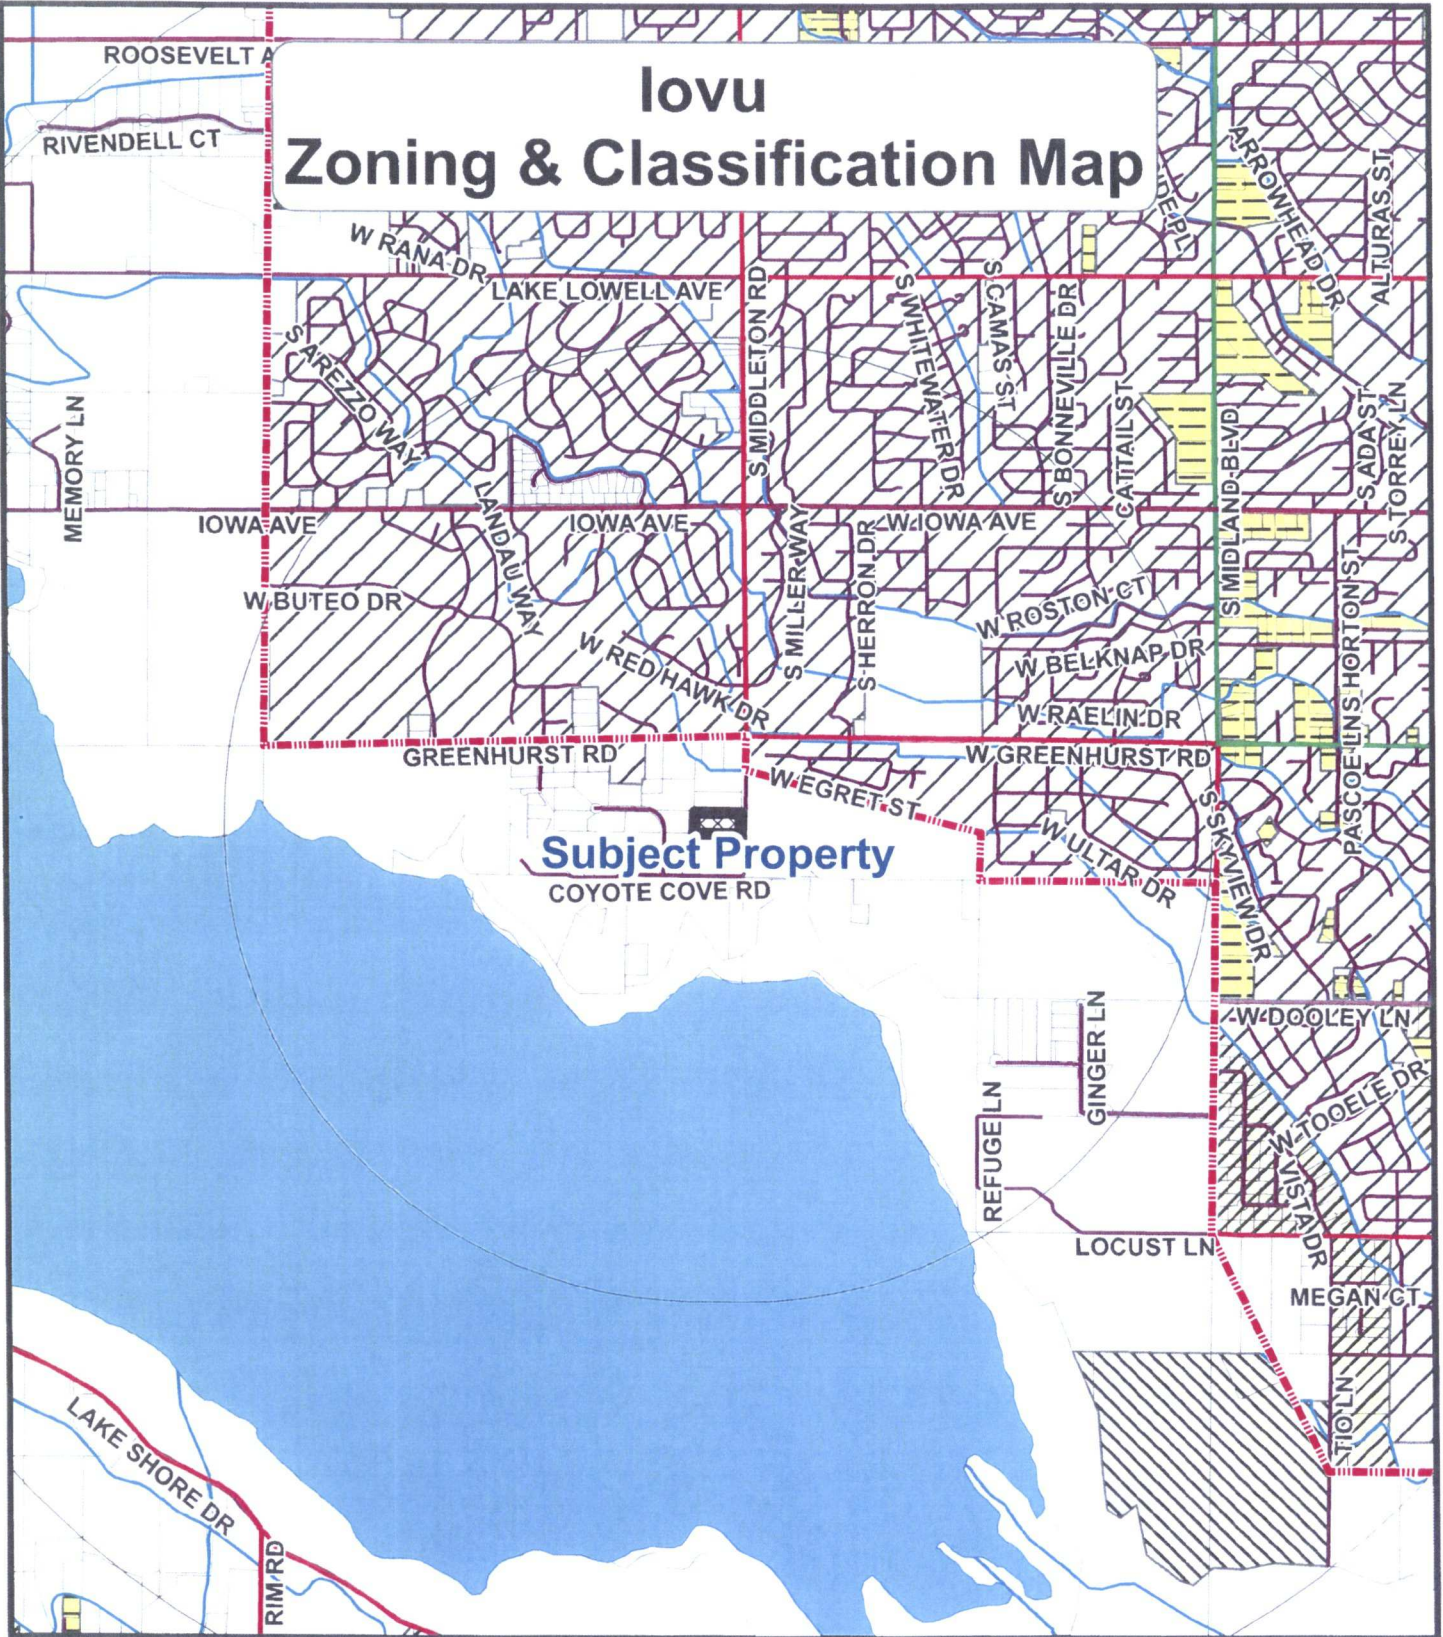 Iovu
Zoning & Classification Map
ROOSEVELT A
RIVENDELL CT
ARROWHEAD DR
ALTURAS ST
DE PL
W RANA DR
LAKE LOWELL AVE
S MIDDLETON RD
S WHITEWATER DR
S CAMAS ST
S BONNEVILLE DR
CATTAIL ST
S MIDLAND BLVD
S ADA ST
S TORREY LN
S AREZZO WAY
MEMORY LN
LANDAU WAY
IOWA AVE
IOWA AVE
W IOWA AVE
S MILLER WAY
S HERRON DR
W BUTEO DR
W ROSTON CT
W RED HAWK DR
W BELKNAP DR
S HORTON ST
PASCOE LN
W RAELIN DR
GREENHURST RD
W GREENHURST RD
W EGRET ST
S SKYVIEW DR
W ULTAR DR
Subject Property
COYOTE COVE RD
W DOOLEY LN
GINGER LN
REFUGE LN
W TOOELE DR
W VISTA DR
LOCUST LN
MEGAN CT
TIO LN
LAKE SHORE DR
RIM RD